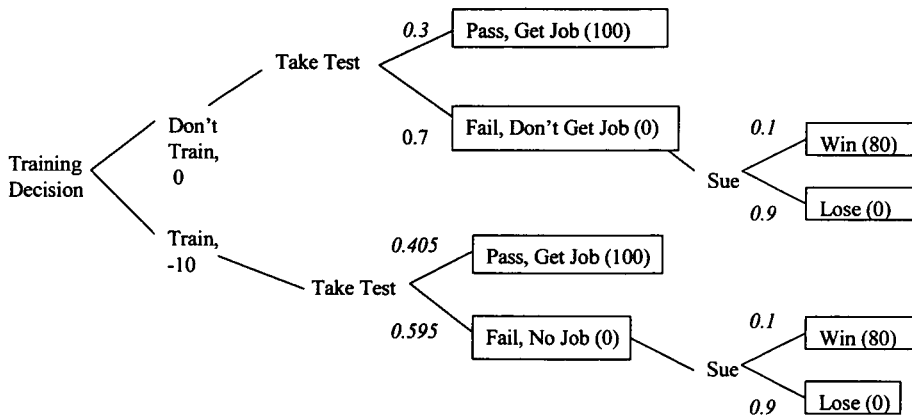 0.3
Pass, Get Job (100)
Take Test
Don't
Train,
0
0.7
Fail, Don't Get Job (0)
0.1
Win (80)
Sue
0.9
Lose (0)
Training
Decision
Train,
-10
0.405
Pass, Get Job (100)
Take Test
0.595
Fail, No Job (0)
0.1
Win (80)
Sue
0.9
Lose (0)